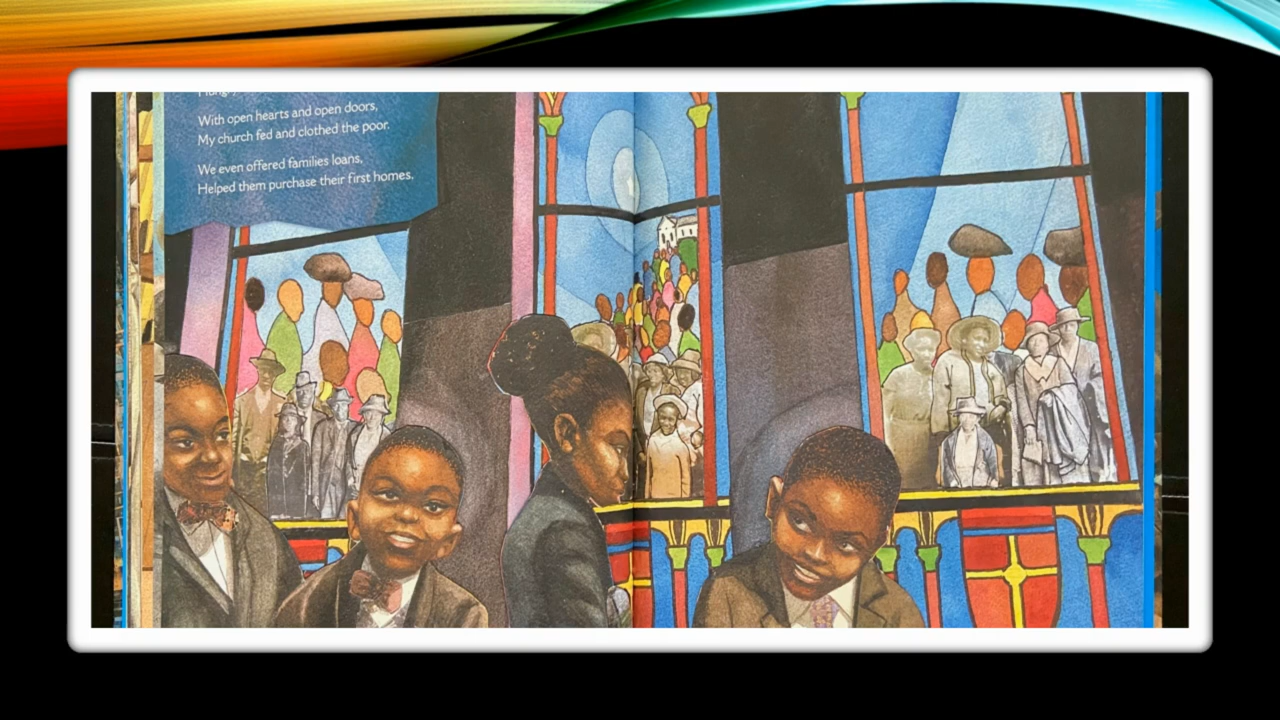 With open hearts and open doors,
My church fed and clothed the poor.
We even offered families loans,
Helped them purchase their first homes.